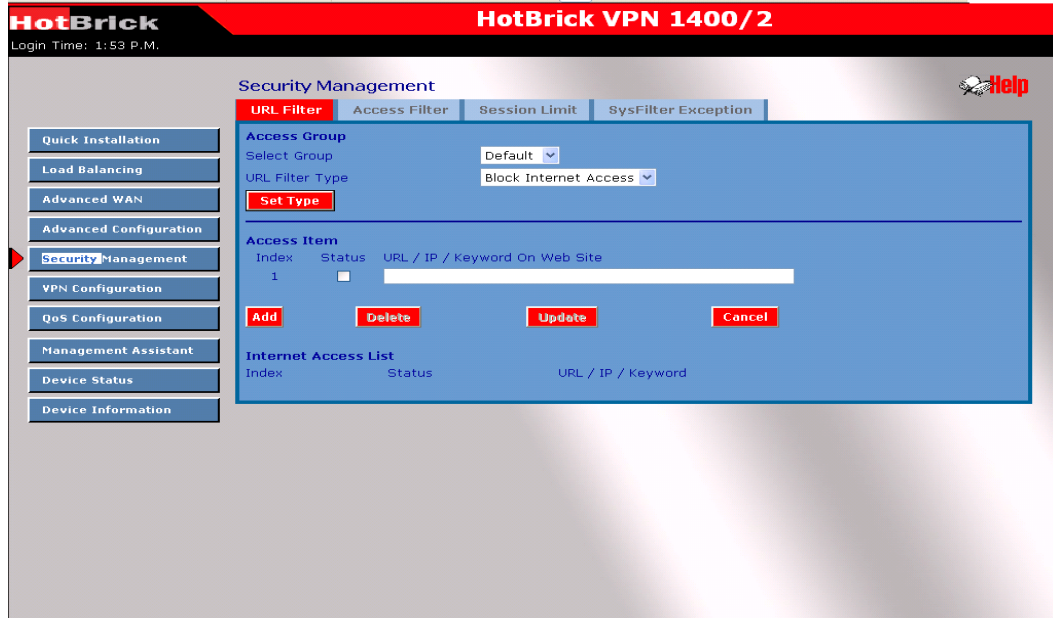 HotBrick
HotBrick VPN 1400/2
Login Time: 1:53 P.M.
Security Management
Help
URL Filter Access Filter Session Limit SysFilter Exception
Quick Installation
Load Balancing
Advanced WAN
Advanced Configuration
Security Management
VPN Configuration
QoS Configuration
Management Assistant
Device Status
Device Information
Access Group
Select Group Default
URL Filter Type Block Internet Access
Set Type
Access Item
Index Status URL / IP / Keyword On Web Site
1
Add Delete Update Cancel
Internet Access List
Index Status URL / IP / Keyword